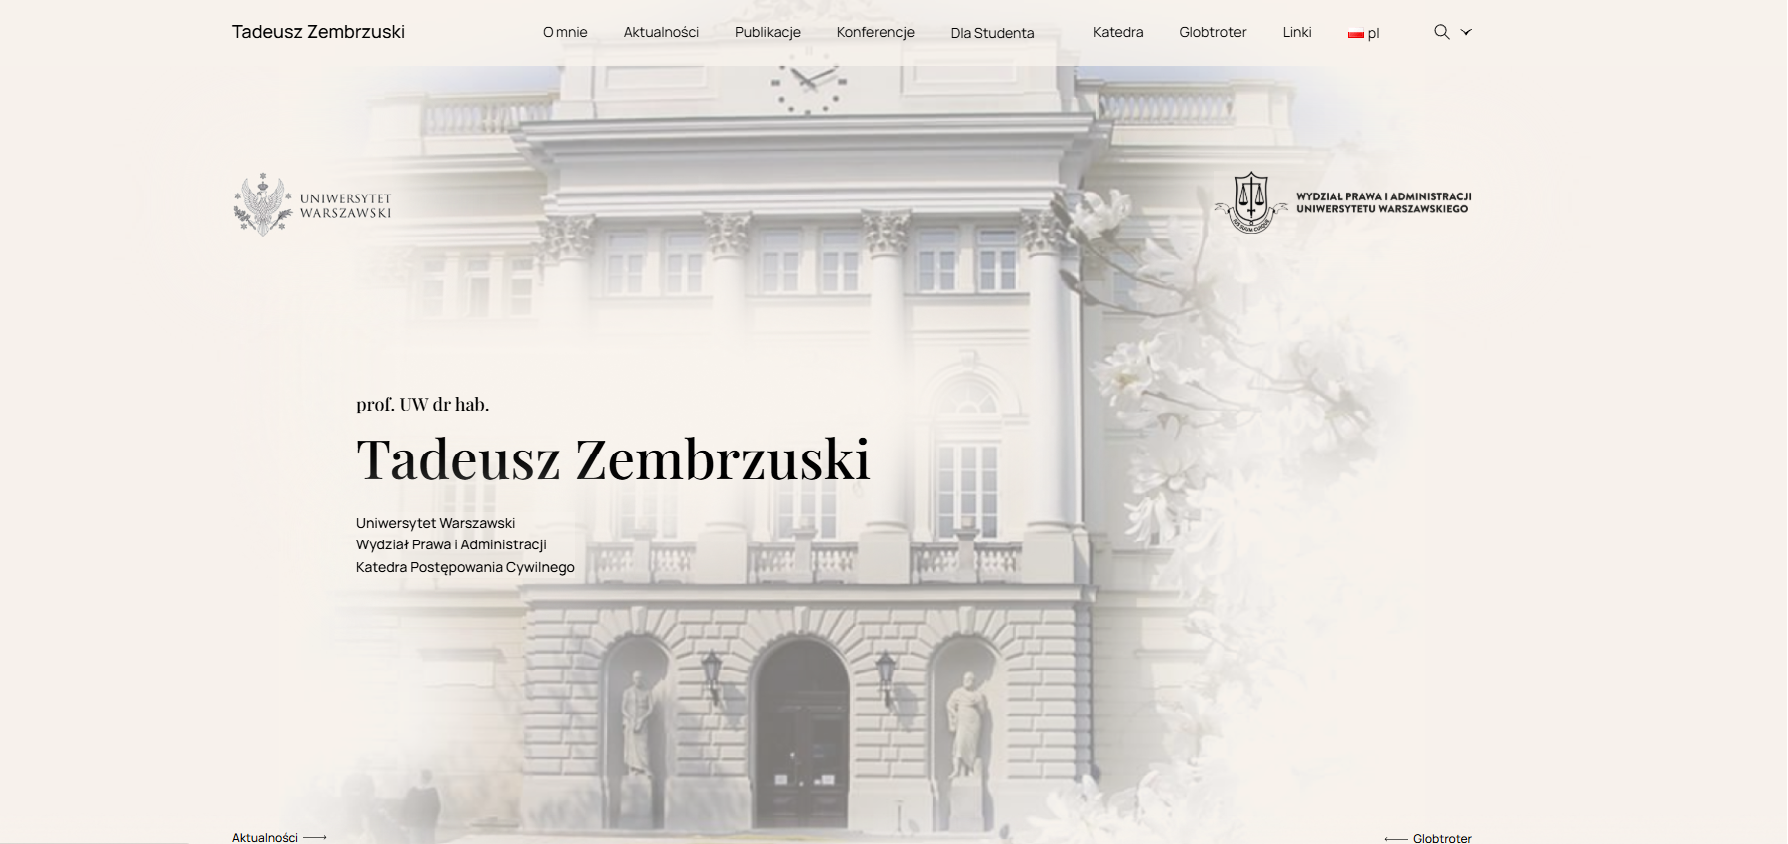 Tadeusz Zembrzuski
O mnie
Aktualności
Publikacje
Konferencje
Dla Studenta
Katedra
Globtroter
Linki
pl
UNIWERSYTET
WARSZAWSKI
WYDZIAŁ PRAWA I ADMINISTRACJI
UNIWERSYTETU WARSZAWSKIEGO
prof. UW dr hab.
Tadeusz Zembrzuski
Uniwersytet Warszawski
Wydział Prawa i Administracji
Katedra Postępowania Cywilnego
Aktualności
Globtroter